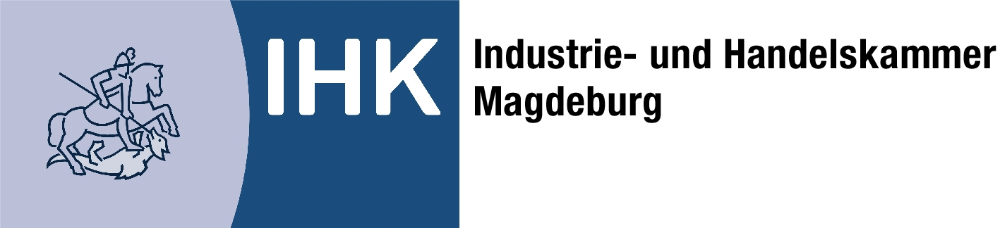 IHK
Industrie- und Handelskammer
Magdeburg